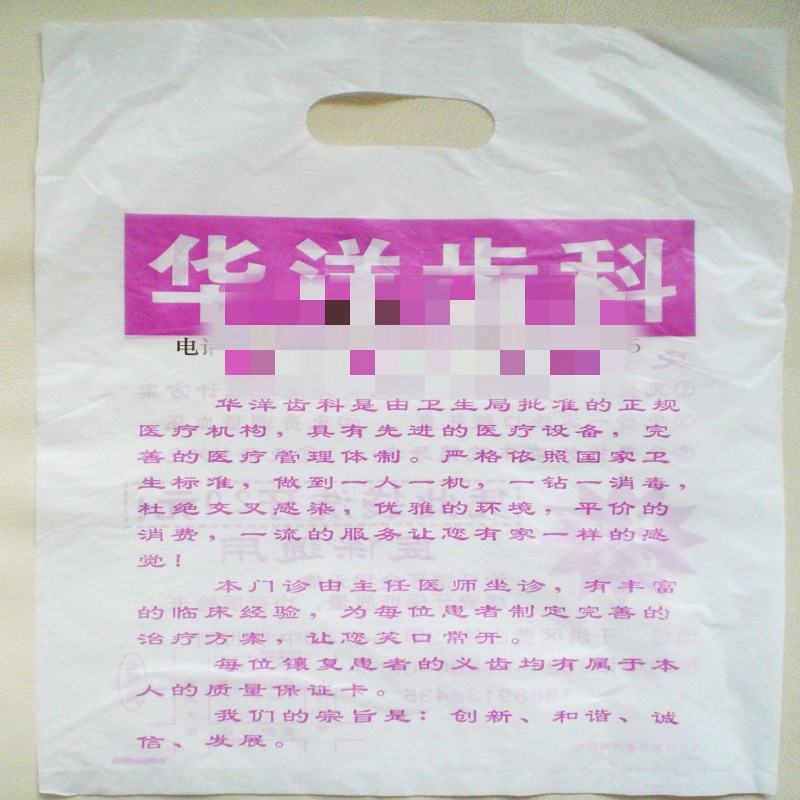 华洋齿科
电话
6
华洋齿科是由卫生局批准的正规
医疗机构，具有先进的医疗设备，完
善的医疗管理体制。严格依照国家卫
生标准，做到一人一机，一钻一消毒，
杜绝交叉感染，优雅的环境，平价的
消费，一流的服务让您有家一样的感
觉！
本门诊由主任医师坐诊，有丰富
的临床经验，为每位患者制定完善的
治疗方案，让您笑口常开。
每位镶复患者的义齿均有属于本
人的质量保证卡。
我们的宗旨是：创新、和谐、诚
信、发展。